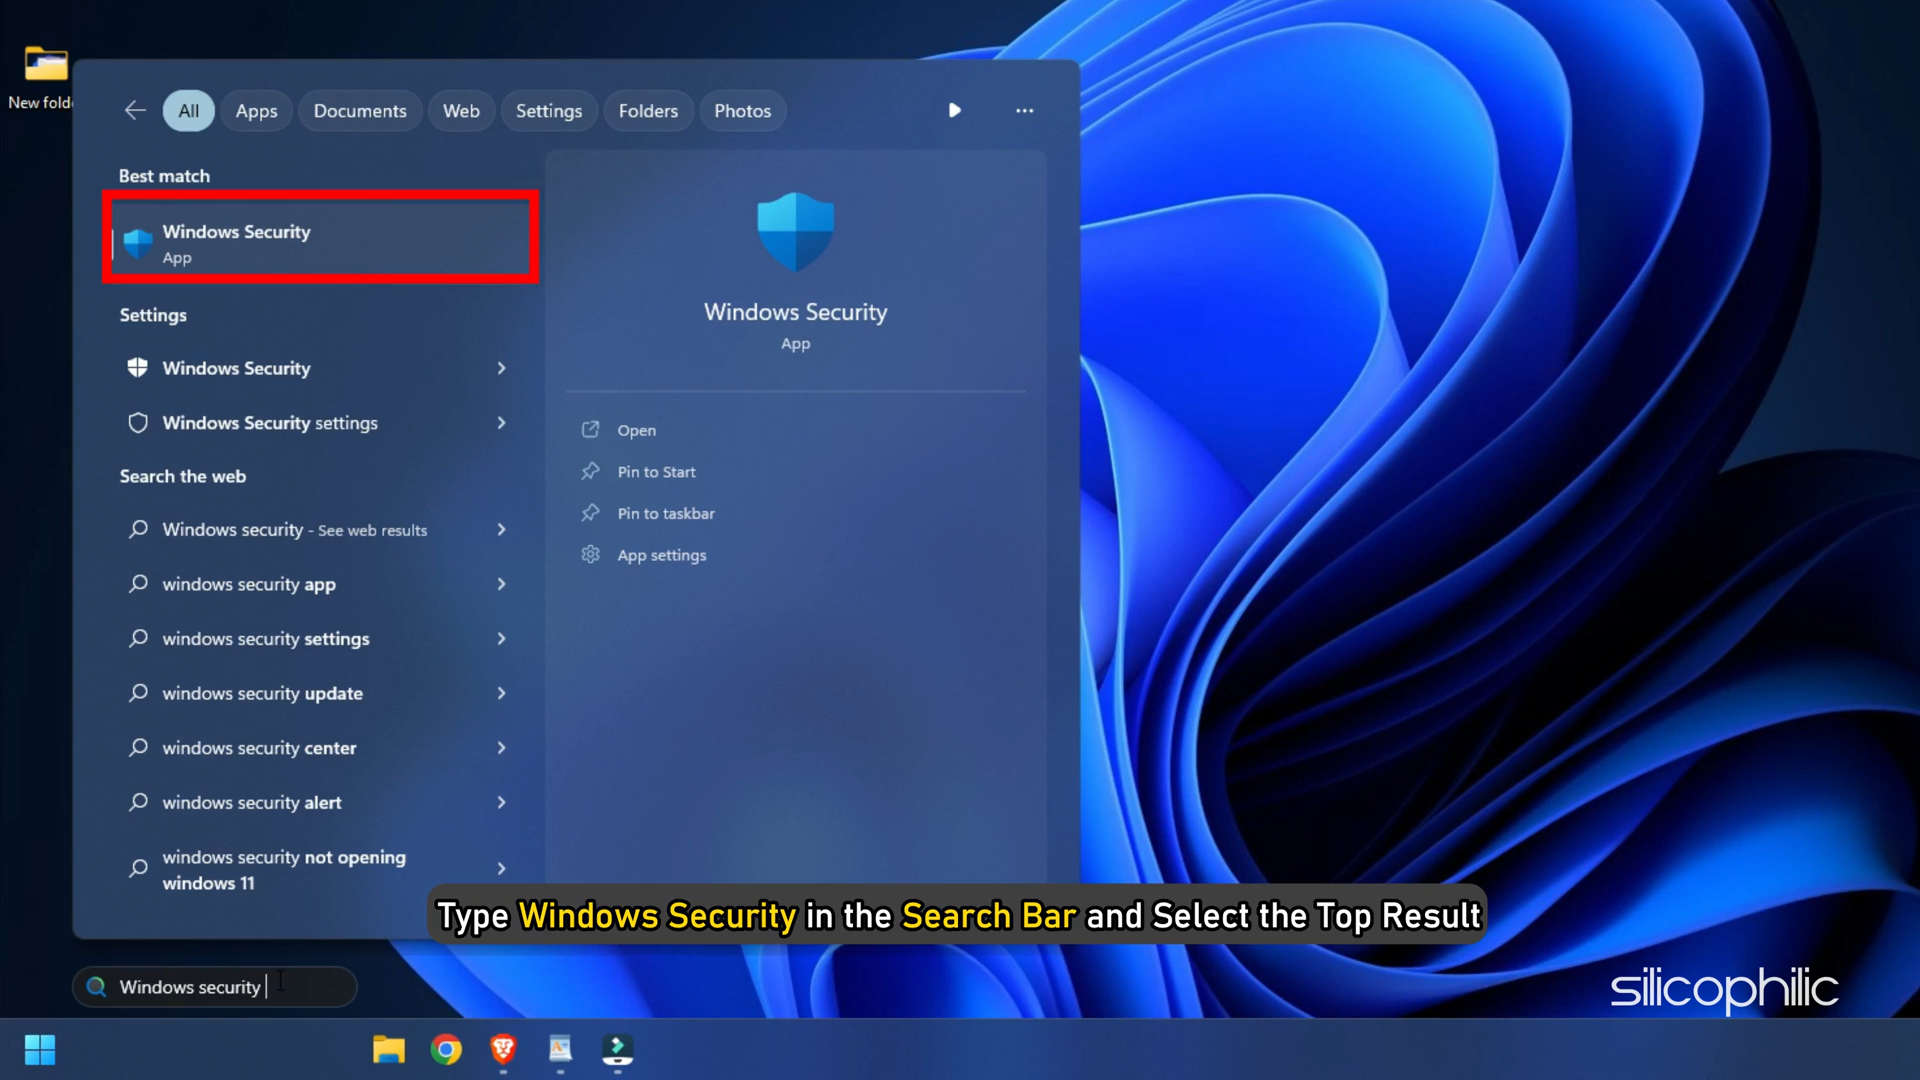 New folde
All
Apps
Documents
Web
Settings
Folders
Photos
Best match
Windows Security
App
Settings
Windows Security
Windows Security settings
Search the web
Windows security - See web results
windows security app
windows security settings
windows security update
windows security center
windows security alert
windows security not opening
windows 11
Windows Security
App
Open
Pin to Start
Pin to taskbar
App settings
Type Windows Security in the Search Bar and Select the Top Result
Windows security
silicophilic